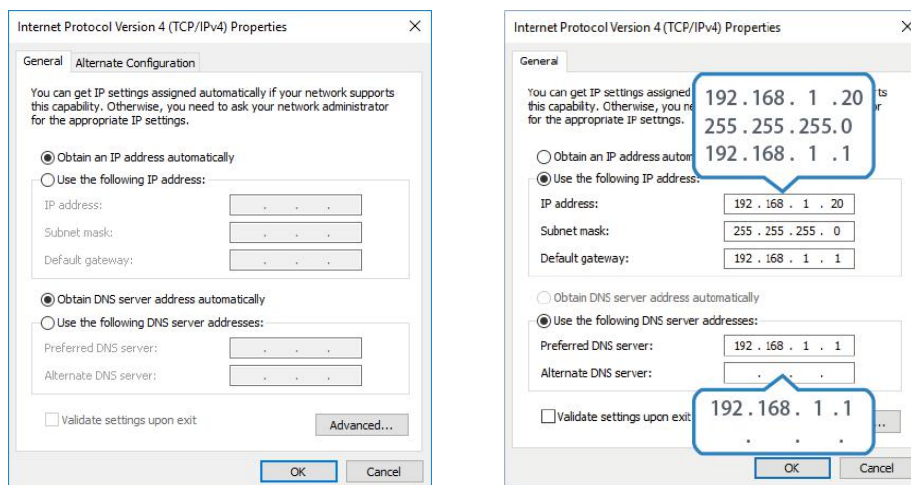 Internet Protocol Version 4 (TCP/IPv4) Properties
General
Alternate Configuration
You can get IP settings assigned automatically if your network supports
this capability. Otherwise, you need to ask your network administrator
for the appropriate IP settings.
Obtain an IP address automatically
Use the following IP address:
IP address:
. . .
Subnet mask:
. . .
Default gateway:
. . .
Obtain DNS server address automatically
Use the following DNS server addresses:
Preferred DNS server:
. . .
Alternate DNS server:
. . .
Validate settings upon exit
Advanced...
OK
Cancel
Internet Protocol Version 4 (TCP/IPv4) Properties
General
You can get IP settings assigned
this capability. Otherwise, you
for the appropriate IP settings.
192 . 168 . 1 . 20
255 . 255 . 255 . 0
192 . 168 . 1 . 1
Obtain an IP address
Use the following IP address:
IP address:
192 . 168 . 1 . 20
Subnet mask:
255 . 255 . 255 . 0
Default gateway:
192 . 168 . 1 . 1
Obtain DNS server address automatically
Use the following DNS server addresses:
Preferred DNS server:
192 . 168 . 1 . 1
Alternate DNS server:
. . .
Validate settings upon exit
192 . 168 . 1 . 1
. . .
OK
Cancel